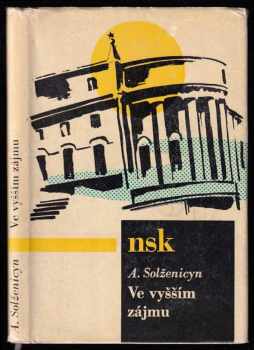 A. Solženicyn Ve vyšším zájmu
nsk
A. Solženicyn
Ve vyšším
zájmu